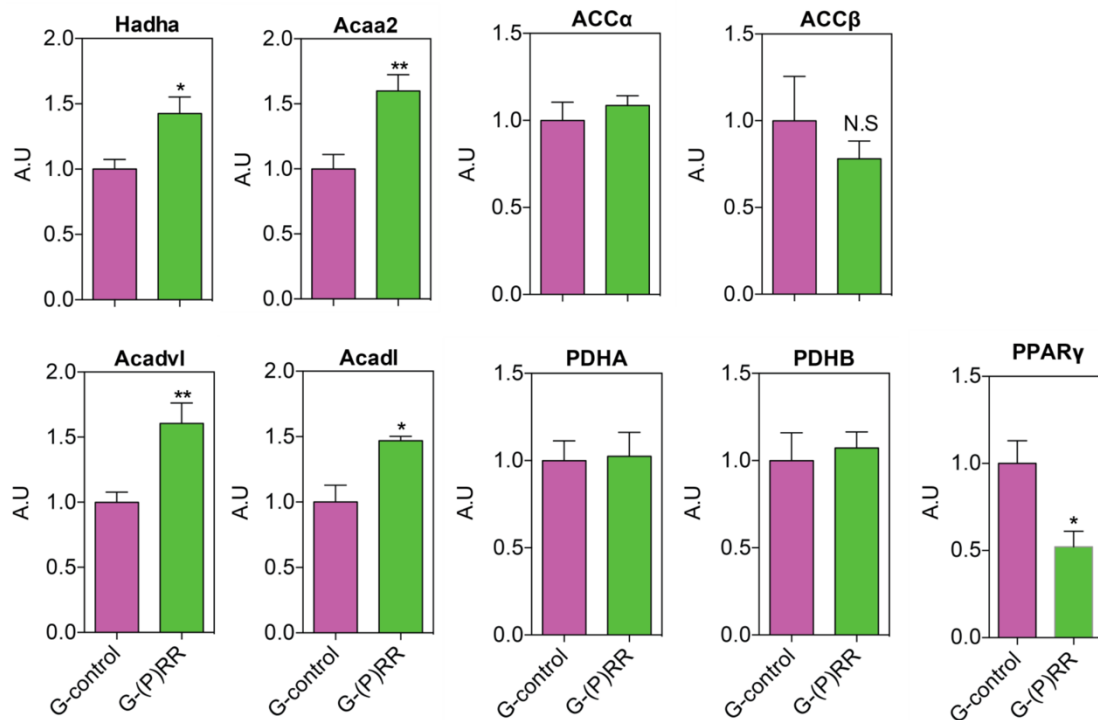 Hadha
2.0
1.5
1.0
0.5
0.0
A.U
*
Acaa2
2.0
1.5
1.0
0.5
0.0
A.U
**
ACCα
1.5
1.0
0.5
0.0
A.U
ACCβ
1.5
1.0
0.5
0.0
A.U
N.S
Acadvl
2.0
1.5
1.0
0.5
0.0
A.U
**
G-control
G-(P)RR
Acadl
2.0
1.5
1.0
0.5
0.0
A.U
*
G-control
G-(P)RR
PDHA
1.5
1.0
0.5
0.0
A.U
G-control
G-(P)RR
PDHB
1.5
1.0
0.5
0.0
A.U
G-control
G-(P)RR
PPARγ
1.5
1.0
0.5
0.0
A.U
*
G-control
G-(P)RR